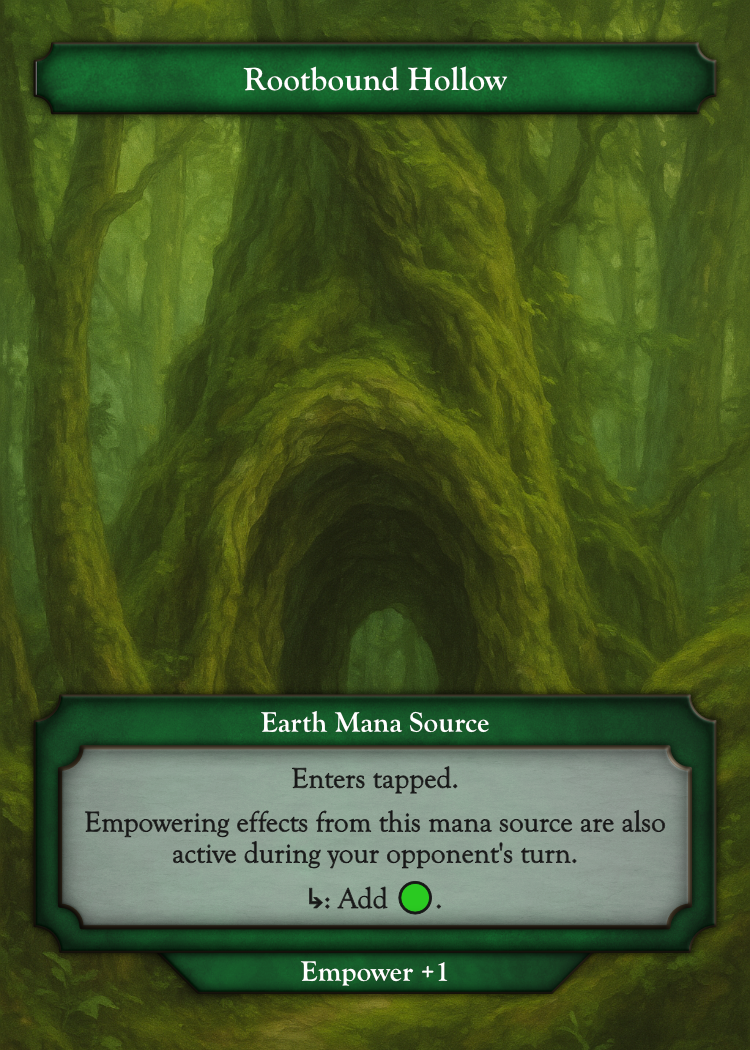 Rootbound Hollow
Earth Mana Source
Enters tapped.
Empowering effects from this mana source are also
active during your opponent's turn.
↳: Add 🟢.
Empower +1